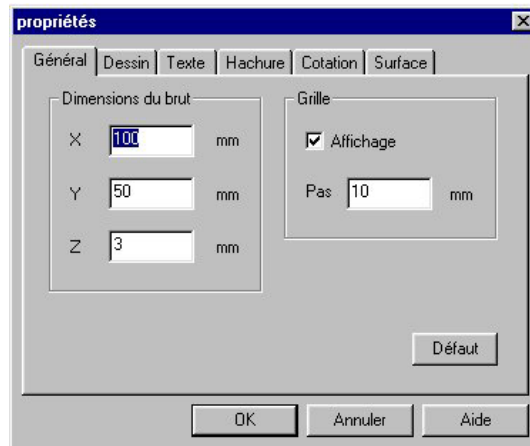 propriétés
Général Dessin Texte Hachure Cotation Surface
Dimensions du brut
X 100 mm
Y 50 mm
Z 3 mm
Grille
Affichage
Pas 10 mm
Défaut
OK Annuler Aide